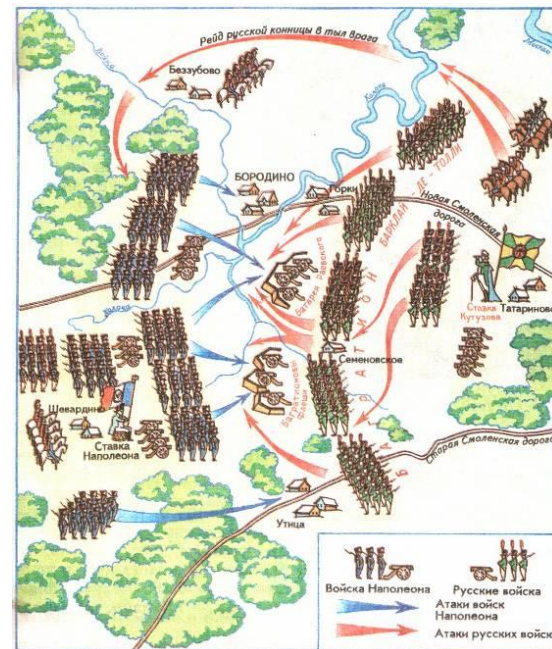 Рейд русской конницы в тыл врага
Беззубово
Колочь
БОРОДИНО
Горки
БАРКЛАЙ-ДЕ-ТОЛЛИ
Новая Смоленская
дорога
Батарея Раевского
Ставка
Кутузова
Татариново
Семеновское
БАГРАТИОН
Багратионовы
флеши
Шевардино
Ставка
Наполеона
Старая Смоленская дорога
Утица
Войска Наполеона
Русские войска
Атаки войск
Наполеона
Атаки русских войск